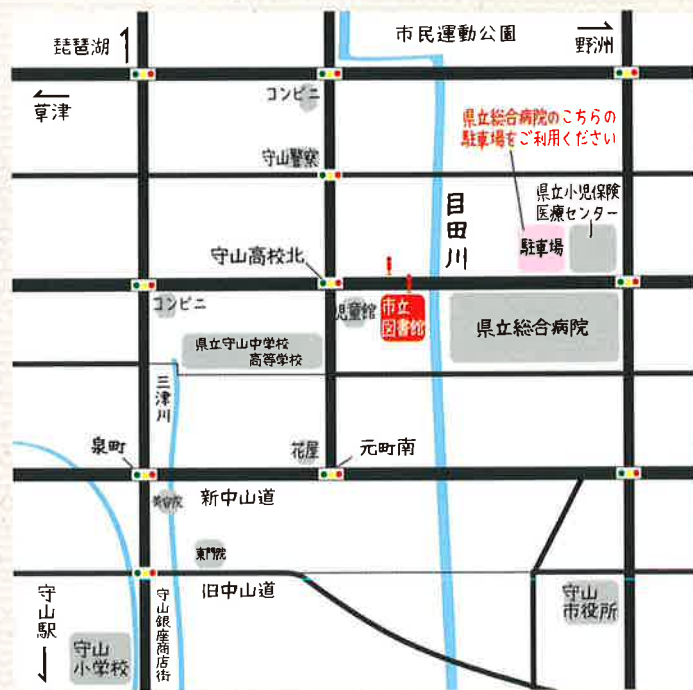 琵琶湖
市民運動公園
野洲
草津
コンビニ
県立総合病院のこちらの
駐車場をご利用ください
守山警察
県立小児保険
医療センター
目田川
駐車場
守山高校北
コンビニ
児童館
市立
図書館
県立総合病院
県立守山中学校
高等学校
三津川
泉町
花屋
元町南
美容院
新中山道
東門院
旧中山道
守山駅
守山銀座商店街
守山
市役所
守山
小学校